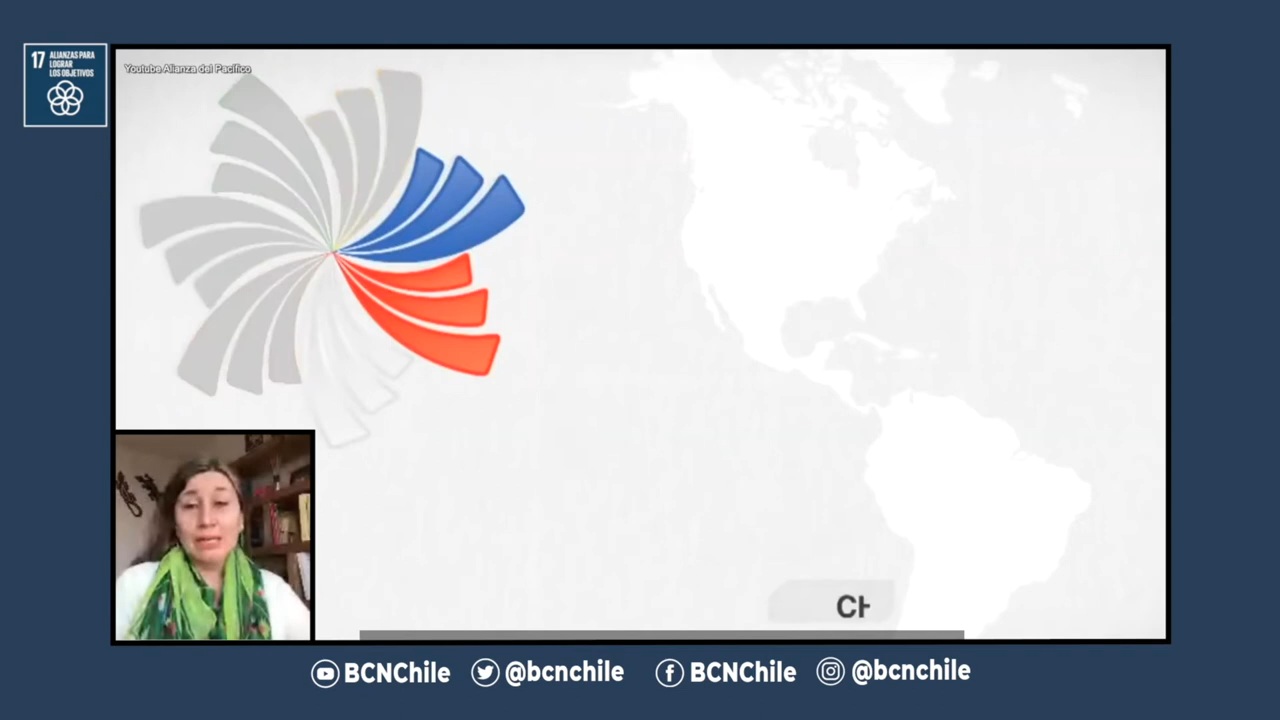 17 ALIANZAS PARA
LOGRAR
LOS OBJETIVOS
Youtube Alianza del Pacífico
CH
BCNChile @bcnchile BCNChile @bcnchile